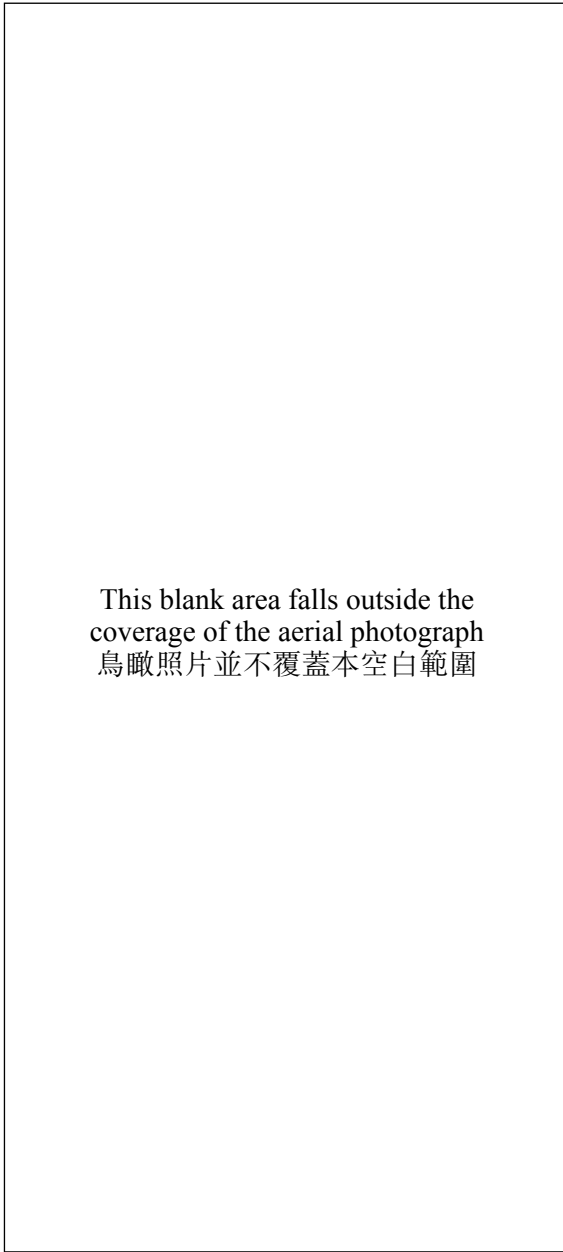 This blank area falls outside the
coverage of the aerial photograph
鳥瞰照片並不覆蓋本空白範圍